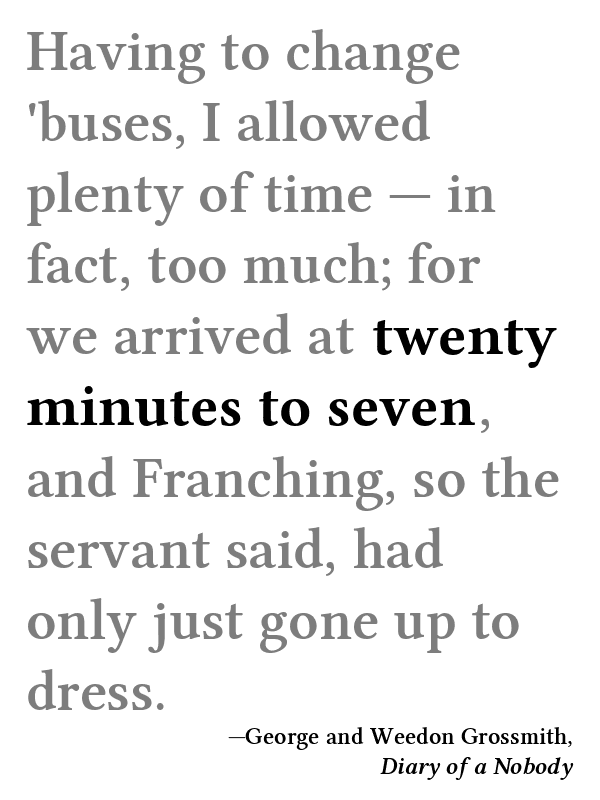 Having to change
'buses, I allowed
plenty of time — in
fact, too much; for
we arrived at twenty
minutes to seven,
and Franching, so the
servant said, had
only just gone up to
dress.
—George and Weedon Grossmith,
Diary of a Nobody